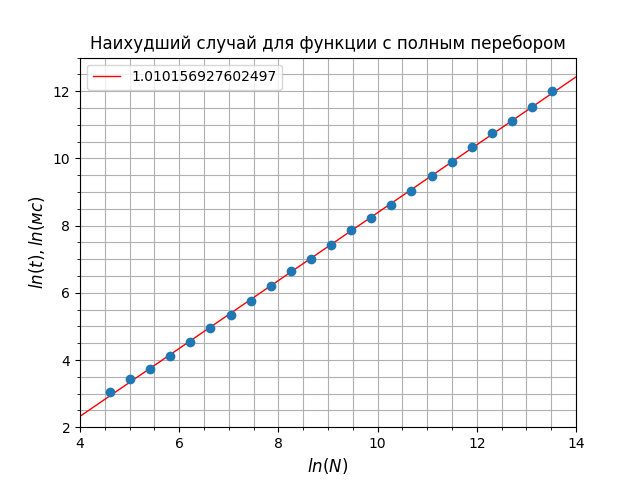 Наихудший случай для функции с полным перебором
1.010156927602497
12
10
8
6
4
2
ln(t), ln(мс)
4 6 8 10 12 14
ln(N)